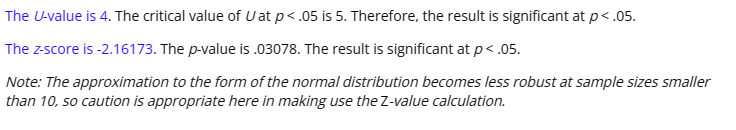 The U-value is 4. The critical value of U at p < .05 is 5. Therefore, the result is significant at p < .05.
The z-score is -2.16173. The p-value is .03078. The result is significant at p < .05.
Note: The approximation to the form of the normal distribution becomes less robust at sample sizes smaller
than 10, so caution is appropriate here in making use the Z-value calculation.